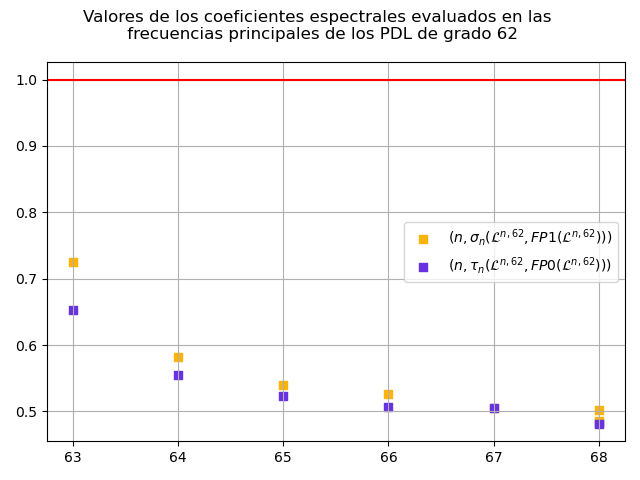 Valores de los coeficientes espectrales evaluados en las
frecuencias principales de los PDL de grado 62
1.0
0.9
0.8
0.7
0.6
0.5
(n, σₙ(ℒⁿ,⁶², FP1(ℒⁿ,⁶²)))
(n, τₙ(ℒⁿ,⁶², FP0(ℒⁿ,⁶²)))
63 64 65 66 67 68